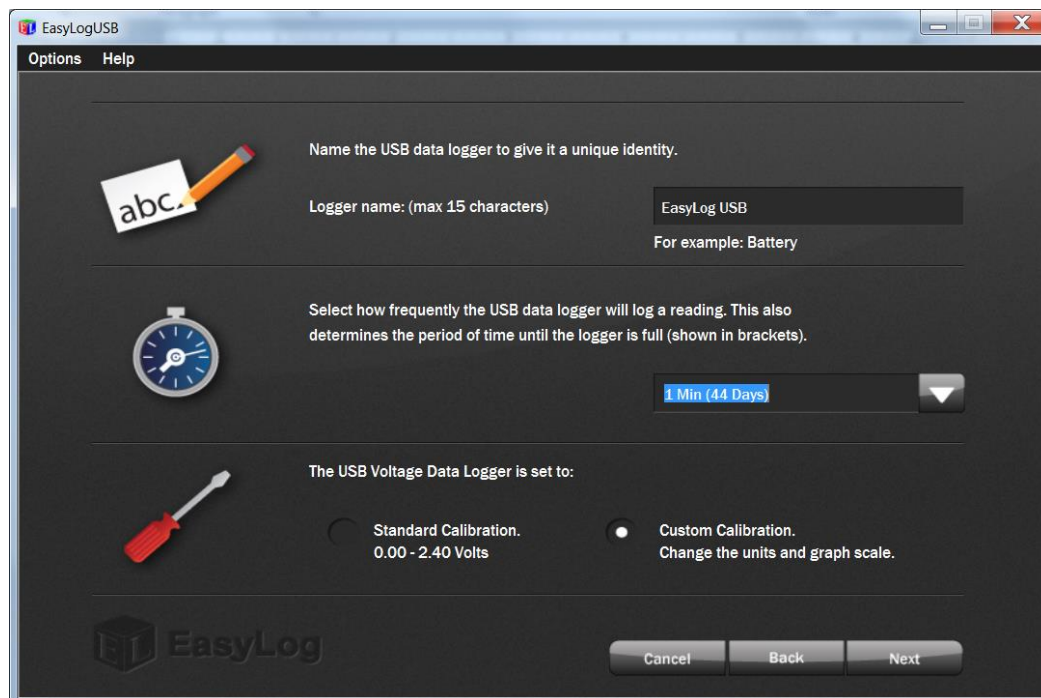 EasyLogUSB
Options Help
abc.
Name the USB data logger to give it a unique identity.
Logger name: (max 15 characters)
EasyLog USB
For example: Battery
Select how frequently the USB data logger will log a reading. This also
determines the period of time until the logger is full (shown in brackets).
1 Min (44 Days)
The USB Voltage Data Logger is set to:
Standard Calibration.
0.00 - 2.40 Volts
Custom Calibration.
Change the units and graph scale.
EL EasyLog
Cancel Back Next